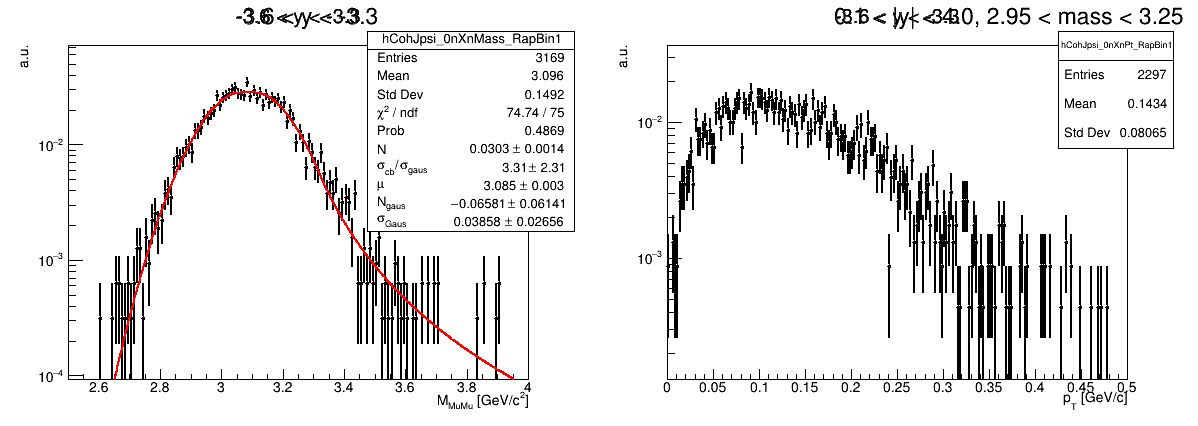 a.u.
hCohJpsi_0nXnMass_RapBin1
Entries 3169
Mean 3.096
Std Dev 0.1492
χ² / ndf 74.74 / 75
Prob 0.4869
N 0.0303 ± 0.0014
σcb/σgaus 3.31 ± 2.31
μ 3.085 ± 0.003
Ngaus −0.06581 ± 0.06141
σGaus 0.03858 ± 0.02656
10⁻²
10⁻³
10⁻⁴
2.6 2.8 3 3.2 3.4 3.6 3.8 4
MMuMu [GeV/c²]
, 2.95 < mass < 3.25
a.u.
hCohJpsi_0nXnPt_RapBin1
Entries 2297
Mean 0.1434
Std Dev 0.08065
10⁻²
10⁻³
0 0.05 0.1 0.15 0.2 0.25 0.3 0.35 0.4 0.45 0.5
pT [GeV/c]